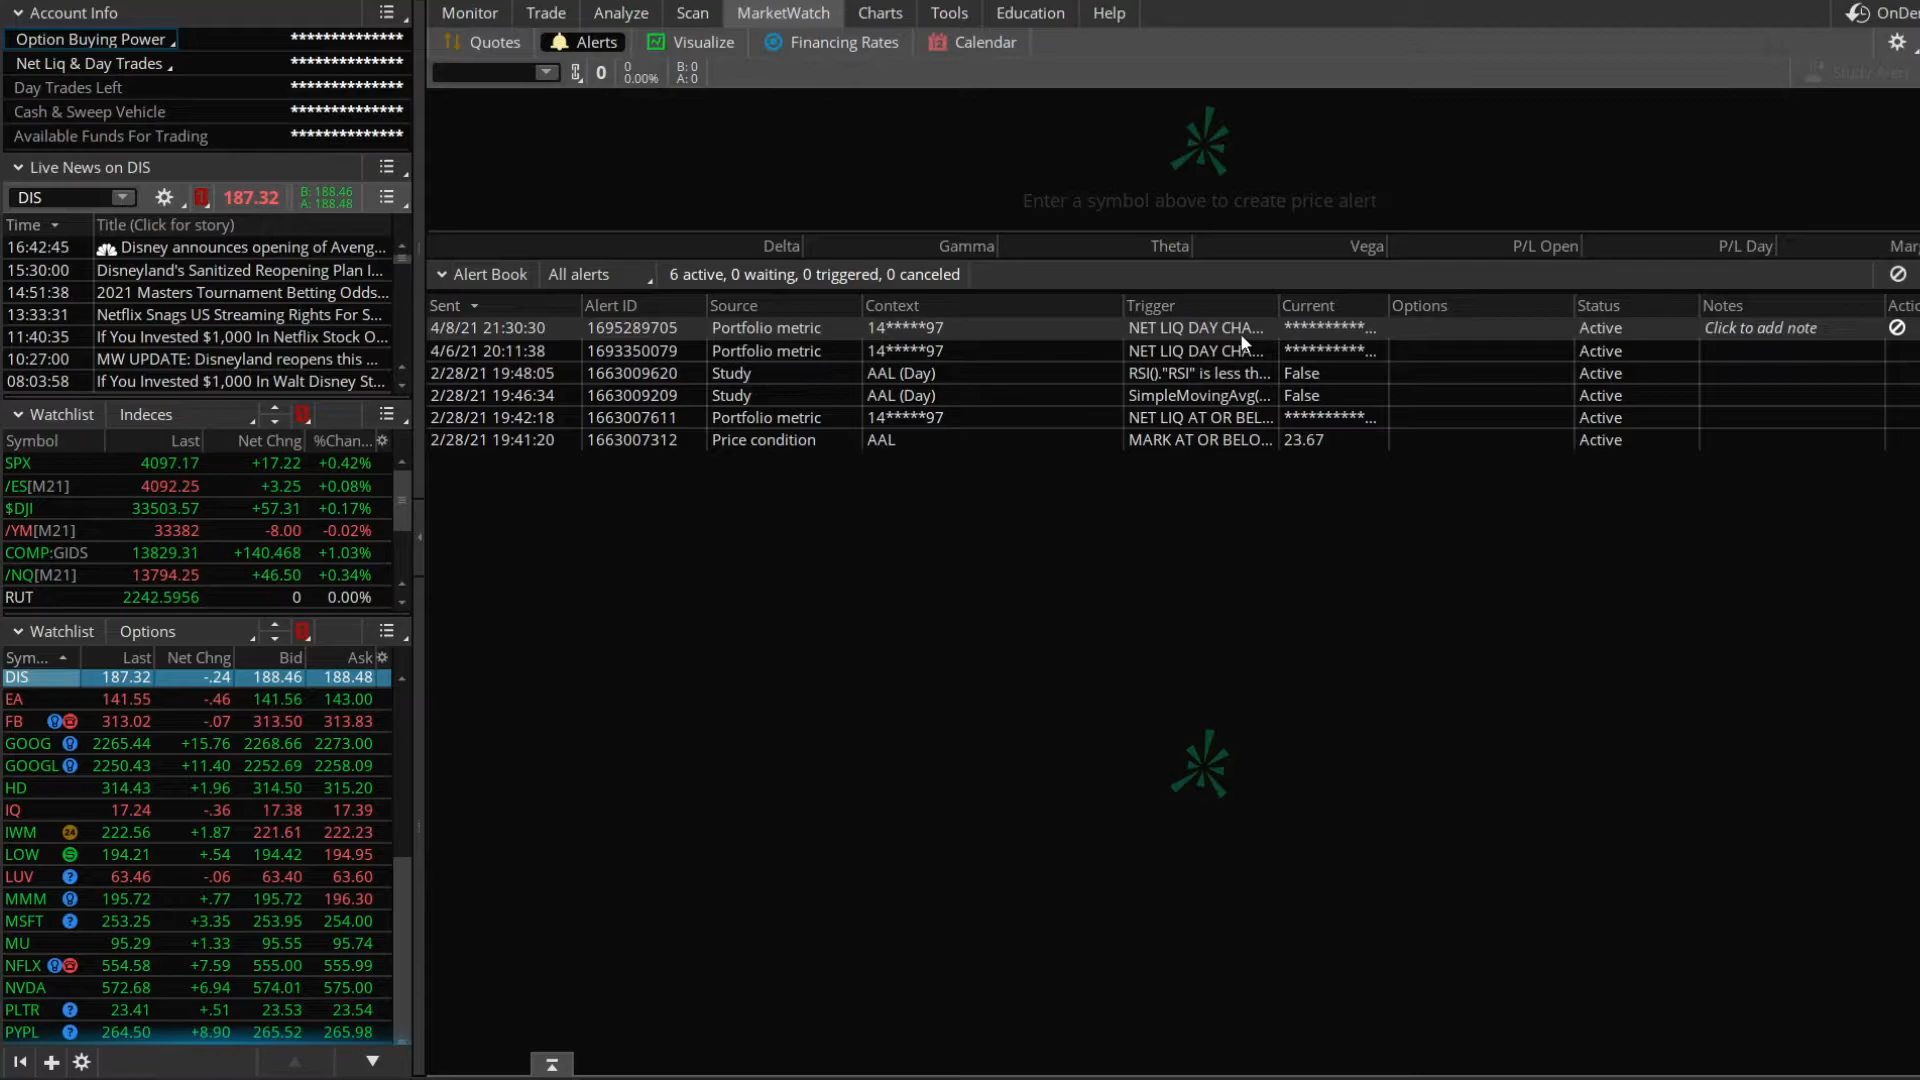 Account Info
Option Buying Power **************
Net Liq & Day Trades **************
Day Trades Left **************
Cash & Sweep Vehicle **************
Available Funds For Trading **************
Live News on DIS
DIS 187.32 B: 188.46 A: 188.48
Time Title (Click for story)
16:42:45 Disney announces opening of Aveng...
15:30:00 Disneyland's Sanitized Reopening Plan I...
14:51:38 2021 Masters Tournament Betting Odds...
13:33:31 Netflix Snags US Streaming Rights For S...
11:40:35 If You Invested $1,000 In Netflix Stock O...
10:27:00 MW UPDATE: Disneyland reopens this ...
08:03:58 If You Invested $1,000 In Walt Disney St...
Watchlist Indeces
Symbol Last Net Chng %Chan...
SPX 4097.17 +17.22 +0.42%
/ES[M21] 4092.25 +3.25 +0.08%
$DJI 33503.57 +57.31 +0.17%
/YM[M21] 33382 -8.00 -0.02%
COMP:GIDS 13829.31 +140.468 +1.03%
/NQ[M21] 13794.25 +46.50 +0.34%
RUT 2242.5956 0 0.00%
Watchlist Options
Sym... Last Net Chng Bid Ask
DIS 187.32 -.24 188.46 188.48
EA 141.55 -.46 141.56 143.00
FB 313.02 -.07 313.50 313.83
GOOG 2265.44 +15.76 2268.66 2273.00
GOOGL 2250.43 +11.40 2252.69 2258.09
HD 314.43 +1.96 314.50 315.20
IQ 17.24 -.36 17.38 17.39
IWM 24 222.56 +1.87 221.61 222.23
LOW 194.21 +.54 194.42 194.95
LUV 63.46 -.06 63.40 63.60
MMM 195.72 +.77 195.72 196.30
MSFT 253.25 +3.35 253.95 254.00
MU 95.29 +1.33 95.55 95.74
NFLX 554.58 +7.59 555.00 555.99
NVDA 572.68 +6.94 574.01 575.00
PLTR 23.41 +.51 23.53 23.54
PYPL 264.50 +8.90 265.52 265.98
Monitor Trade Analyze Scan MarketWatch Charts Tools Education Help OnDe
Quotes Alerts Visualize Financing Rates Calendar
0 0 0.00% B: 0 A: 0 Study Alert
Enter a symbol above to create price alert
Delta Gamma Theta Vega P/L Open P/L Day Marg
Alert Book All alerts 6 active, 0 waiting, 0 triggered, 0 canceled
Sent Alert ID Source Context Trigger Current Options Status Notes Actio
4/8/21 21:30:30 1695289705 Portfolio metric 14*****97 NET LIQ DAY CHA... **********... Active Click to add note
4/6/21 20:11:38 1693350079 Portfolio metric 14*****97 NET LIQ DAY CHA... **********... Active
2/28/21 19:48:05 1663009620 Study AAL (Day) RSI()."RSI" is less th... False Active
2/28/21 19:46:34 1663009209 Study AAL (Day) SimpleMovingAvg(... False Active
2/28/21 19:42:18 1663007611 Portfolio metric 14*****97 NET LIQ AT OR BEL... **********... Active
2/28/21 19:41:20 1663007312 Price condition AAL MARK AT OR BELO... 23.67 Active